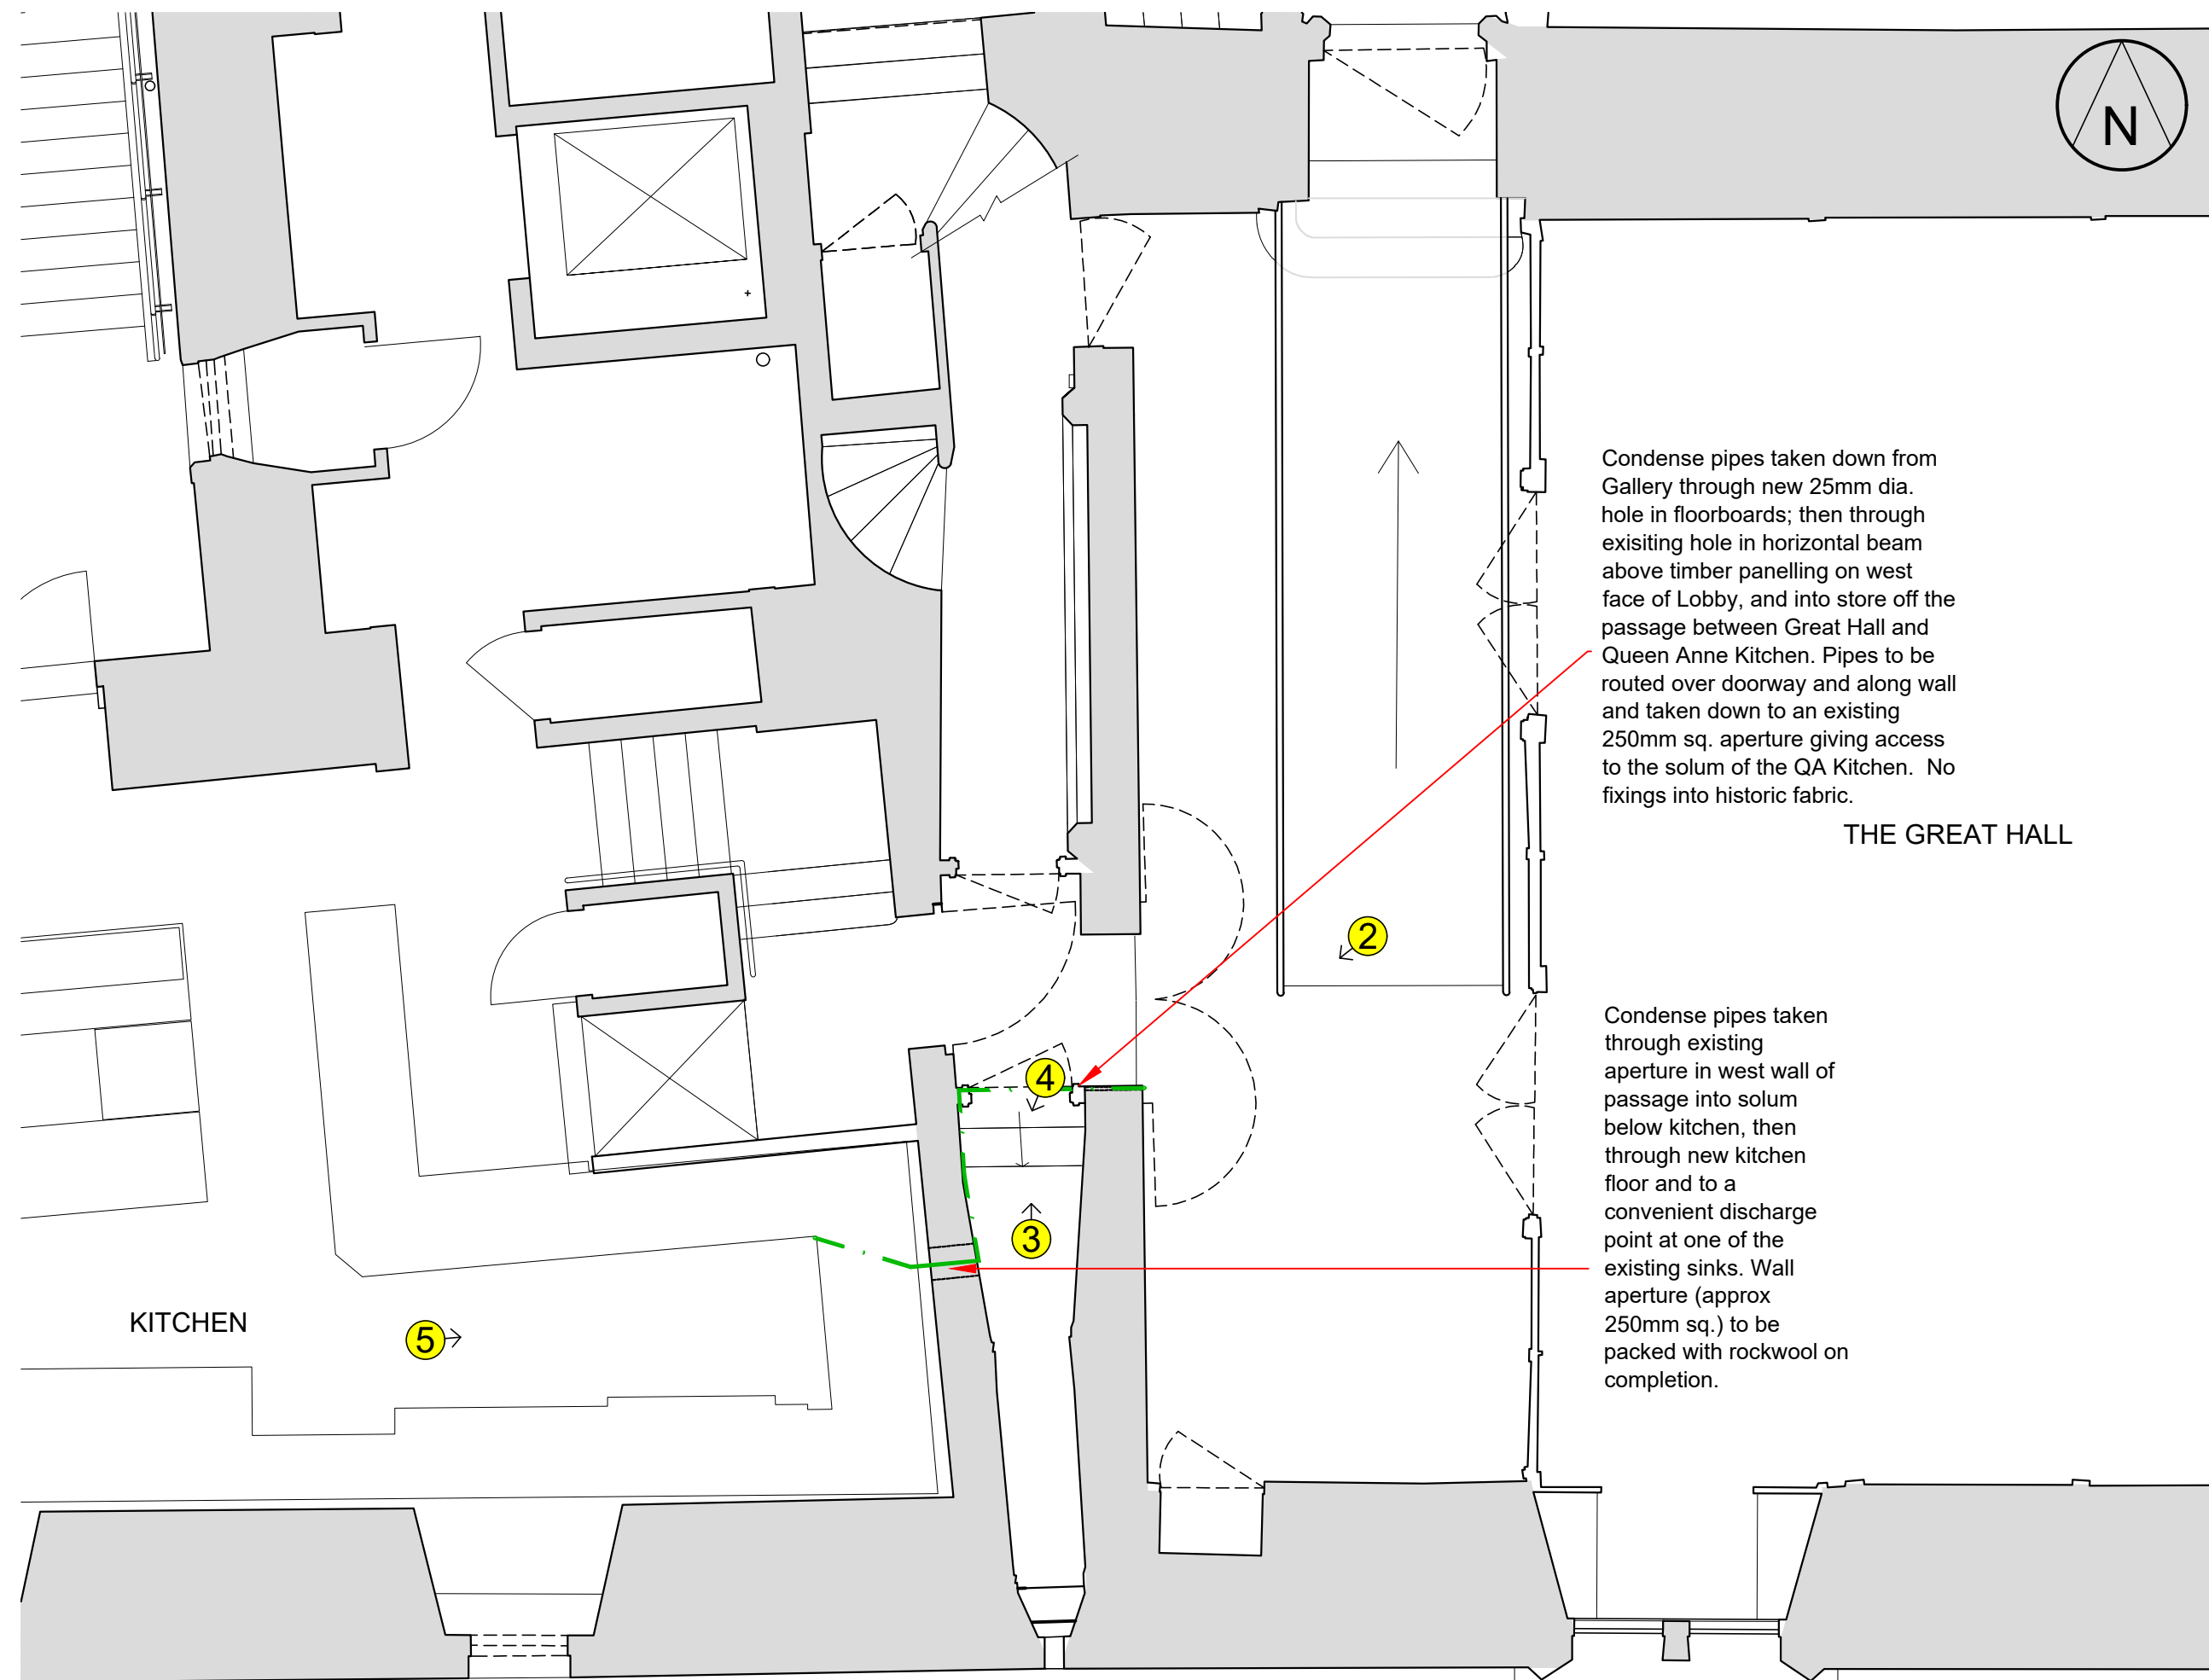 N
Condense pipes taken down from
Gallery through new 25mm dia.
hole in floorboards; then through
exisiting hole in horizontal beam
above timber panelling on west
face of Lobby, and into store off the
passage between Great Hall and
Queen Anne Kitchen. Pipes to be
routed over doorway and along wall
and taken down to an existing
250mm sq. aperture giving access
to the solum of the QA Kitchen.  No
fixings into historic fabric.
THE GREAT HALL
2
Condense pipes taken
through existing
aperture in west wall of
passage into solum
below kitchen, then
through new kitchen
floor and to a
convenient discharge
point at one of the
existing sinks. Wall
aperture (approx
250mm sq.) to be
packed with rockwool on
completion.
4
3
KITCHEN
5